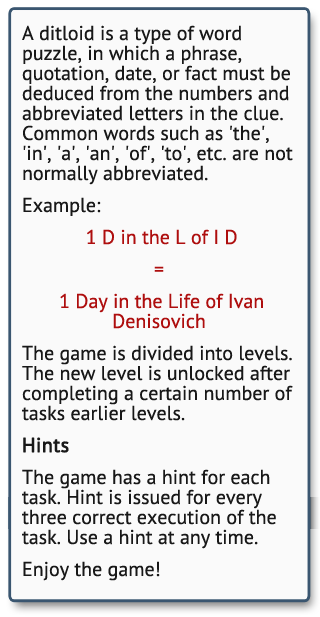 A ditloid is a type of word
puzzle, in which a phrase,
quotation, date, or fact must be
deduced from the numbers and
abbreviated letters in the clue.
Common words such as 'the',
'in', 'a', 'an', 'of', 'to', etc. are not
normally abbreviated.
Example:
1 D in the L of I D
=
1 Day in the Life of Ivan
Denisovich
The game is divided into levels.
The new level is unlocked after
completing a certain number of
tasks earlier levels.
Hints
The game has a hint for each
task. Hint is issued for every
three correct execution of the
task. Use a hint at any time.
Enjoy the game!